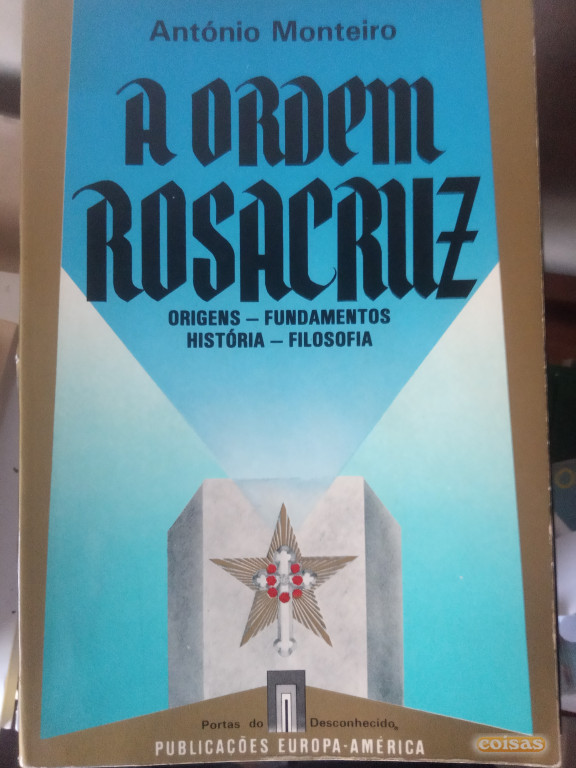 António Monteiro
A ORDEM
ROSACRUZ
ORIGENS – FUNDAMENTOS
HISTÓRIA – FILOSOFIA
Portas do Desconhecido
PUBLICAÇÕES EUROPA-AMÉRICA
coisas